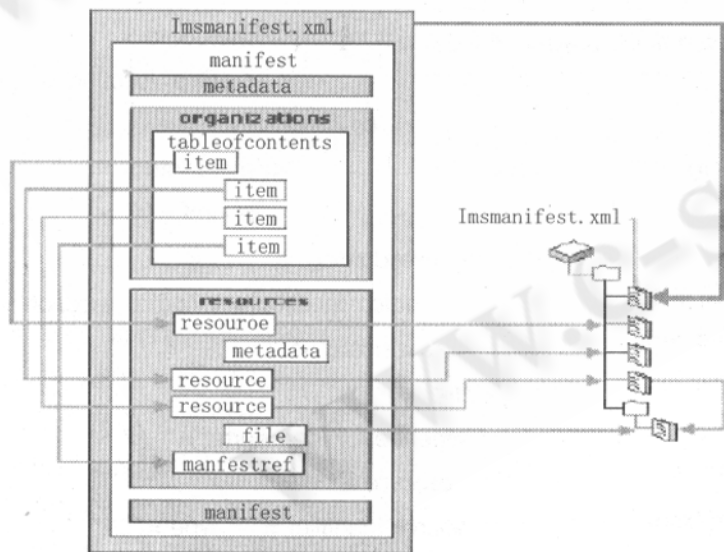 Imsmanifest.xml
manifest
metadata
organizations
tableofcontents
item
item
item
item
resources
resouroe
metadata
resource
resource
file
manfestref
manifest
Imsmanifest.xml
www.c-s